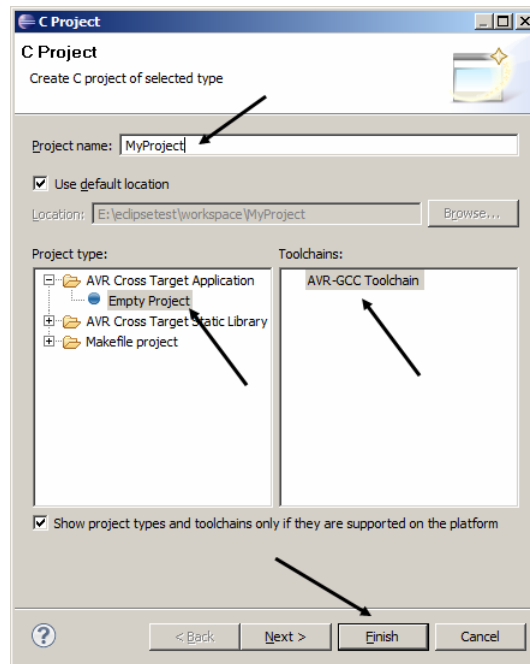 C Project
C Project
Create C project of selected type
Project name: MyProject
Use default location
Location: E:\eclipsetest\workspace\MyProject Browse...
Project type: Toolchains:
AVR Cross Target Application AVR-GCC Toolchain
Empty Project
AVR Cross Target Static Library
Makefile project
Show project types and toolchains only if they are supported on the platform
? < Back Next > Finish Cancel